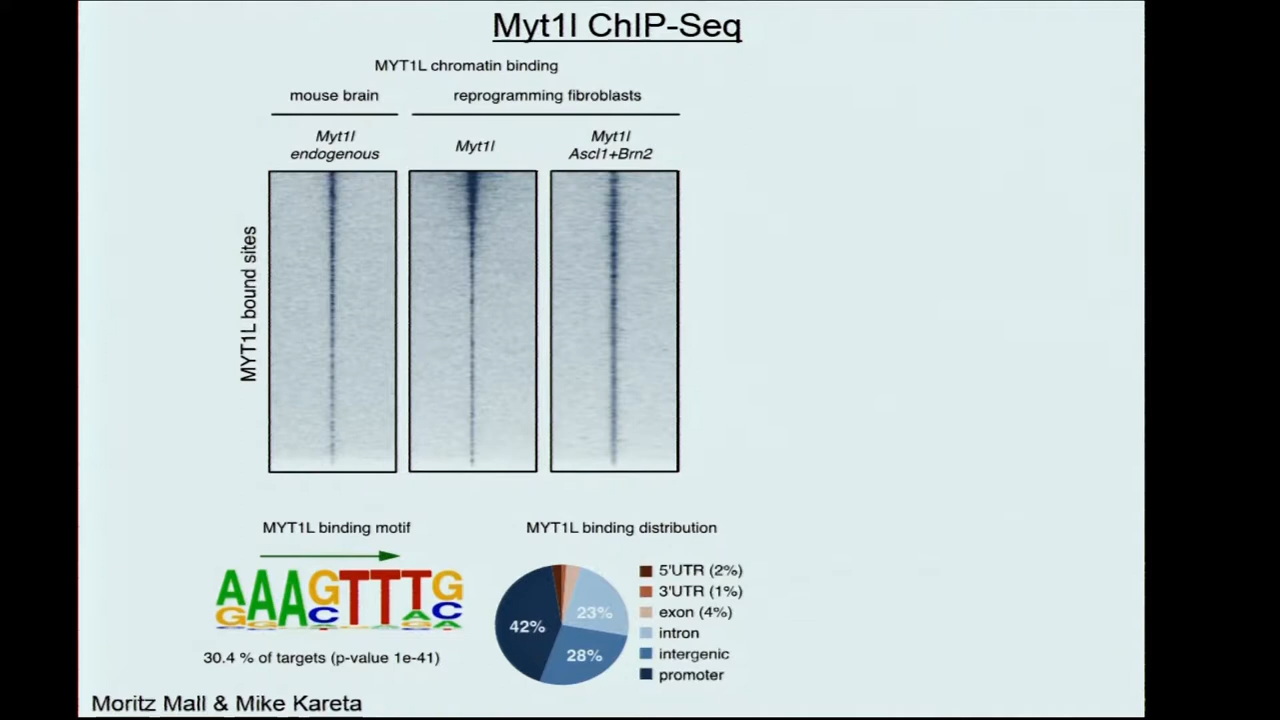 Myt1l ChIP-Seq
MYT1L chromatin binding
mouse brain
reprogramming fibroblasts
Myt1l
endogenous
Myt1l
Myt1l
Ascl1+Brn2
MYT1L bound sites
MYT1L binding motif
AAAGTTTG
30.4 % of targets (p-value 1e-41)
MYT1L binding distribution
42%
23%
28%
5'UTR (2%)
3'UTR (1%)
exon (4%)
intron
intergenic
promoter
Moritz Mall & Mike Kareta